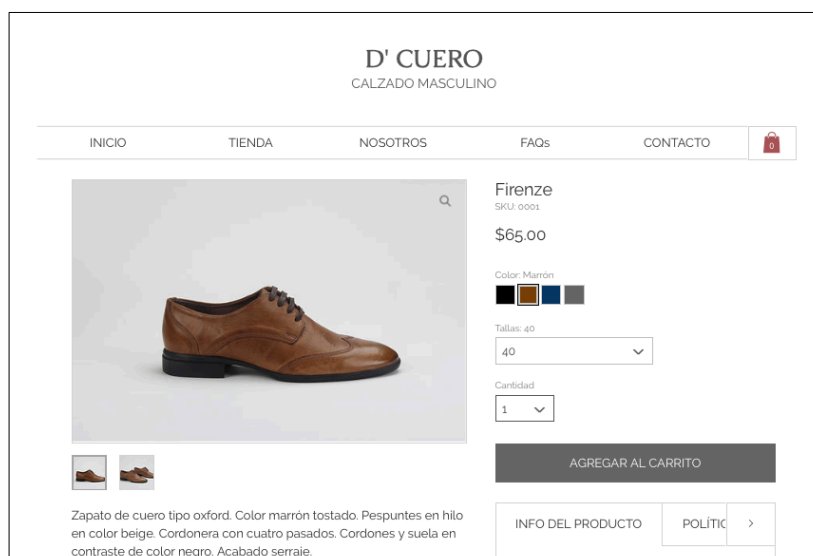 D' CUERO
CALZADO MASCULINO
INICIO TIENDA NOSOTROS FAQs CONTACTO 0
Firenze
SKU: 0001
$65.00
Color: Marrón
Tallas: 40
40
Cantidad
1
AGREGAR AL CARRITO
INFO DEL PRODUCTO POLÍTIC
Zapato de cuero tipo oxford. Color marrón tostado. Pespuntes en hilo
en color beige. Cordonera con cuatro pasados. Cordones y suela en
contraste de color negro. Acabado serraje.